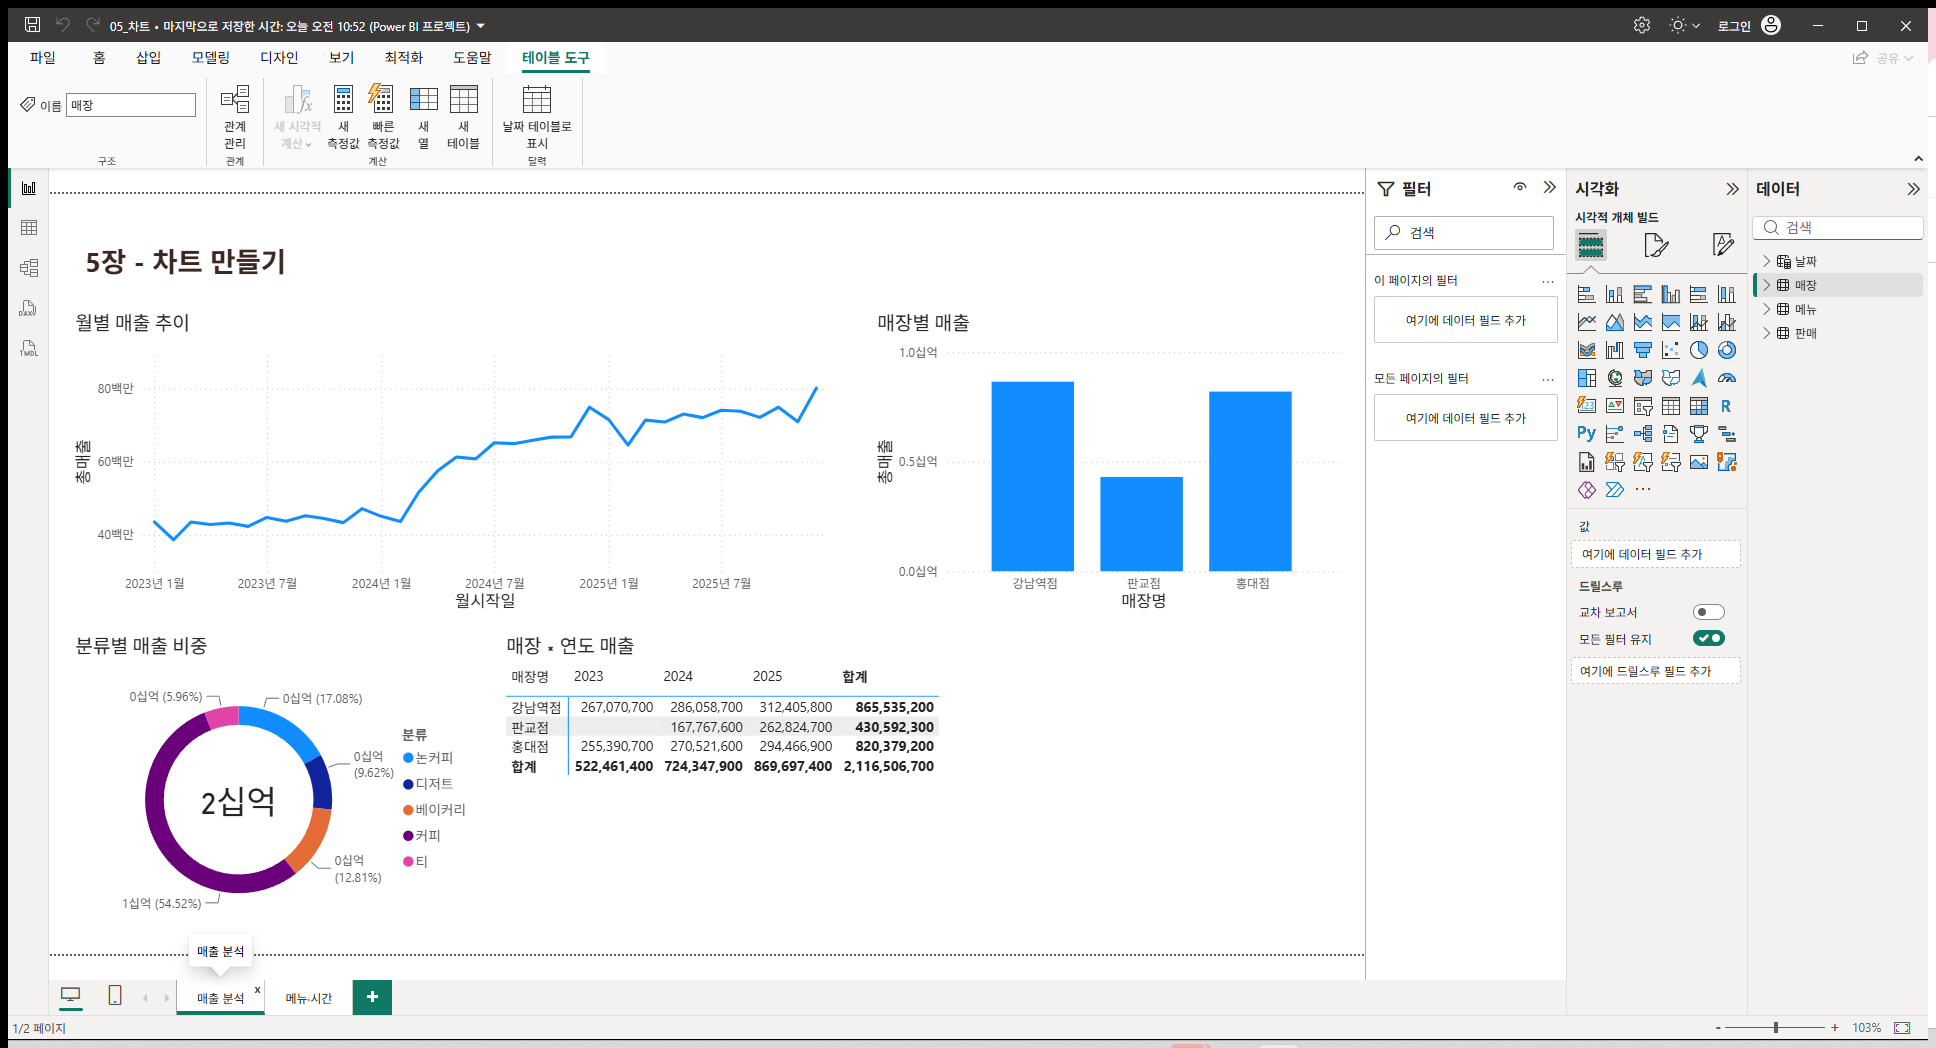 05_차트 • 마지막으로 저장한 시간: 오늘 오전 10:52 (Power BI 프로젝트)
로그인
파일 홈 삽입 모델링 디자인 보기 최적화 도움말 테이블 도구
공유
이름 매장
관계 관리
새 시각적 계산
새 측정값
빠른 측정값
새 열
새 테이블
날짜 테이블로 표시
구조 관계 계산 달력
5장 - 차트 만들기
월별 매출 추이
총매출
80백만
60백만
40백만
2023년 1월 2023년 7월 2024년 1월 2024년 7월 2025년 1월 2025년 7월
월시작일
매장별 매출
총매출
1.0십억
0.5십억
0.0십억
강남역점 판교점 홍대점
매장명
분류별 매출 비중
0십억 (5.96%)
0십억 (17.08%)
0십억
(9.62%)
0십억
(12.81%)
1십억 (54.52%)
2십억
분류
논커피
디저트
베이커리
커피
티
매장 × 연도 매출
매장명 2023 2024 2025 합계
강남역점 267,070,700 286,058,700 312,405,800 865,535,200
판교점 167,767,600 262,824,700 430,592,300
홍대점 255,390,700 270,521,600 294,466,900 820,379,200
합계 522,461,400 724,347,900 869,697,400 2,116,506,700
필터
검색
이 페이지의 필터 ...
여기에 데이터 필드 추가
모든 페이지의 필터 ...
여기에 데이터 필드 추가
시각화
시각적 개체 빌드
123
R
Py
...
값
여기에 데이터 필드 추가
드릴스루
교차 보고서
모든 필터 유지
여기에 드릴스루 필드 추가
데이터
검색
날짜
매장
메뉴
판매
DAX
TMDL
매출 분석
매출 분석 x
메뉴·시간
+
1/2 페이지
- + 103%